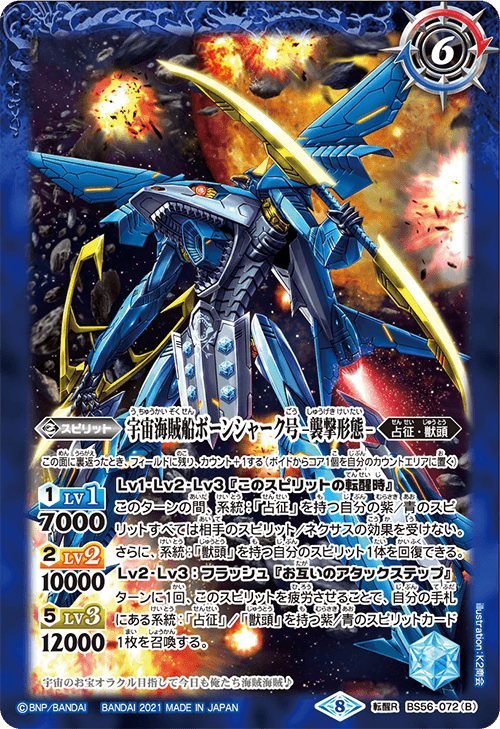 6
②スピリット
宇宙海賊船ボーンシャーク号-襲撃形態-
占征・獣頭
この面に裏返ったとき、フィールドに残り、カウント+1する(ボイドからコア1個を自分のカウントエリアに置く)
1 LV1 7000
2 LV2 10000
5 LV3 12000
Lv1・Lv2・Lv3『このスピリットの転醒時』
このターンの間、系統:「占征」を持つ自分の紫/青のスピ
リットすべては相手のスピリット/ネクサスの効果を受けない。
さらに、系統:「獣頭」を持つ自分のスピリット1体を回復できる。
Lv2・Lv3:フラッシュ『お互いのアタックステップ』
ターンに1回、このスピリットを疲労させることで、自分の手札
にある系統:「占征」/「獣頭」を持つ紫/青のスピリットカード
1枚を召喚する。
宇宙のお宝オラクル目指して今日も俺たち海賊海賊♪
illustration:K2商会
©BNP/BANDAI BANDAI 2021 MADE IN JAPAN
8
転醒R
BS56-072(B)